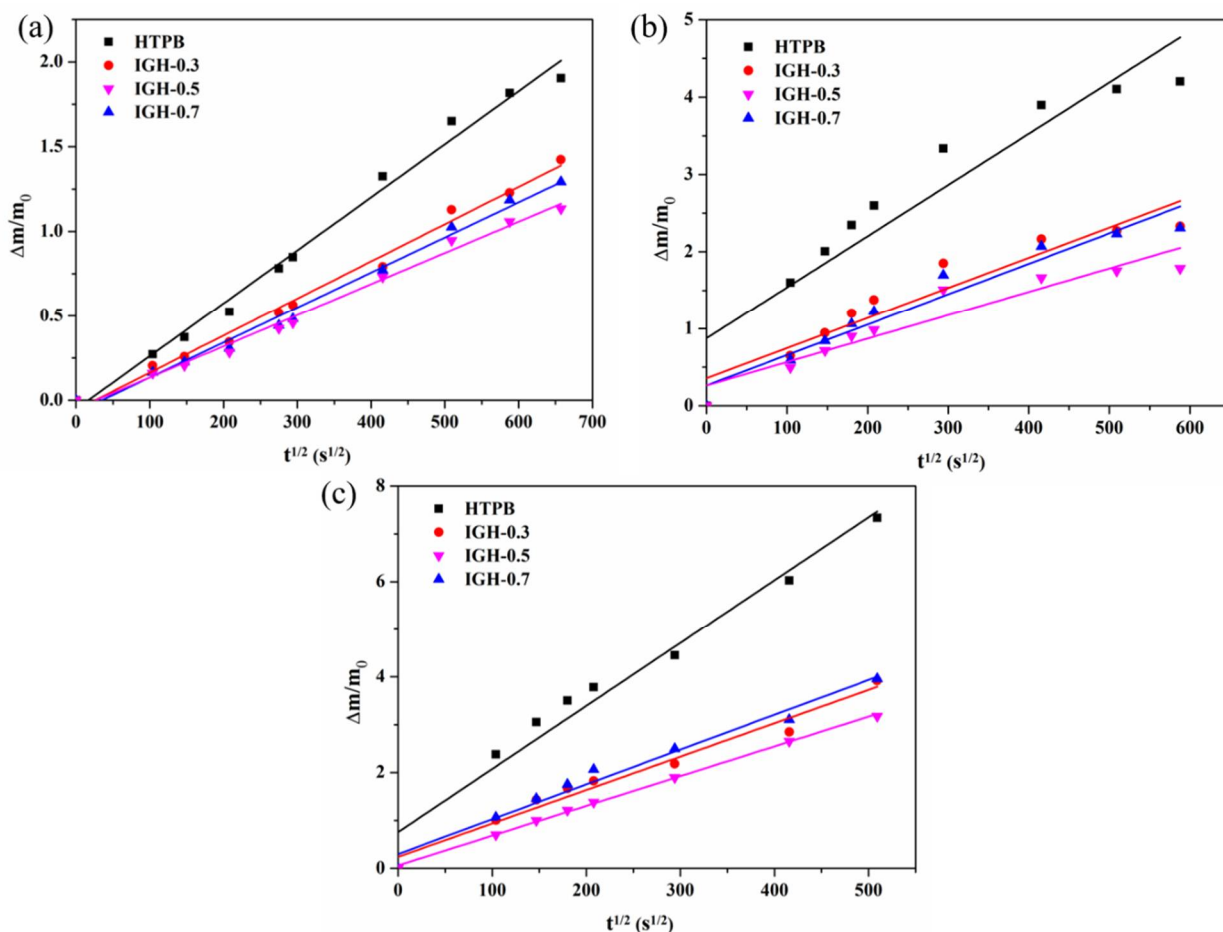 (a)
HTPB
IGH-0.3
IGH-0.5
IGH-0.7
Δm/m₀
2.0
1.5
1.0
0.5
0.0
0 100 200 300 400 500 600 700
t¹/² (s¹/²)
(b)
HTPB
IGH-0.3
IGH-0.5
IGH-0.7
Δm/m₀
5
4
3
2
1
0
0 100 200 300 400 500 600
t¹/² (s¹/²)
(c)
HTPB
IGH-0.3
IGH-0.5
IGH-0.7
Δm/m₀
8
6
4
2
0
0 100 200 300 400 500
t¹/² (s¹/²)